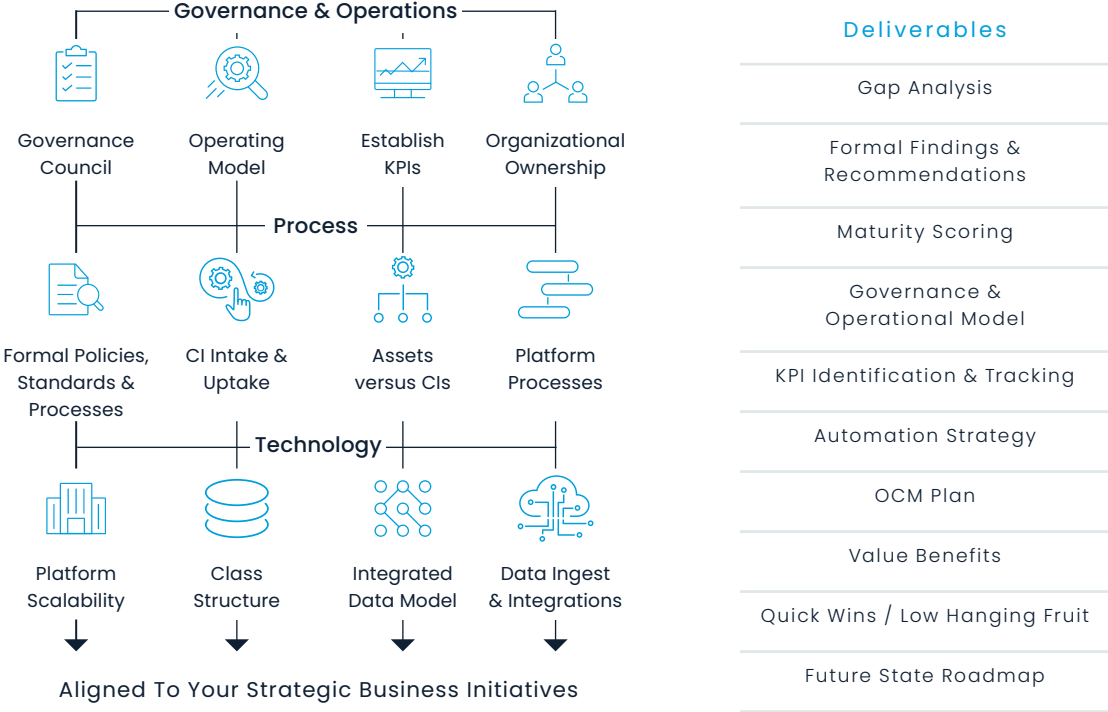 Governance & Operations
Governance
Council
Operating
Model
Establish
KPIs
Organizational
Ownership
Process
Formal Policies,
Standards &
Processes
CI Intake &
Uptake
Assets
versus CIs
Platform
Processes
Technology
Platform
Scalability
Class
Structure
Integrated
Data Model
Data Ingest
& Integrations
Aligned To Your Strategic Business Initiatives
Deliverables
Gap Analysis
Formal Findings &
Recommendations
Maturity Scoring
Governance &
Operational Model
KPI Identification & Tracking
Automation Strategy
OCM Plan
Value Benefits
Quick Wins / Low Hanging Fruit
Future State Roadmap